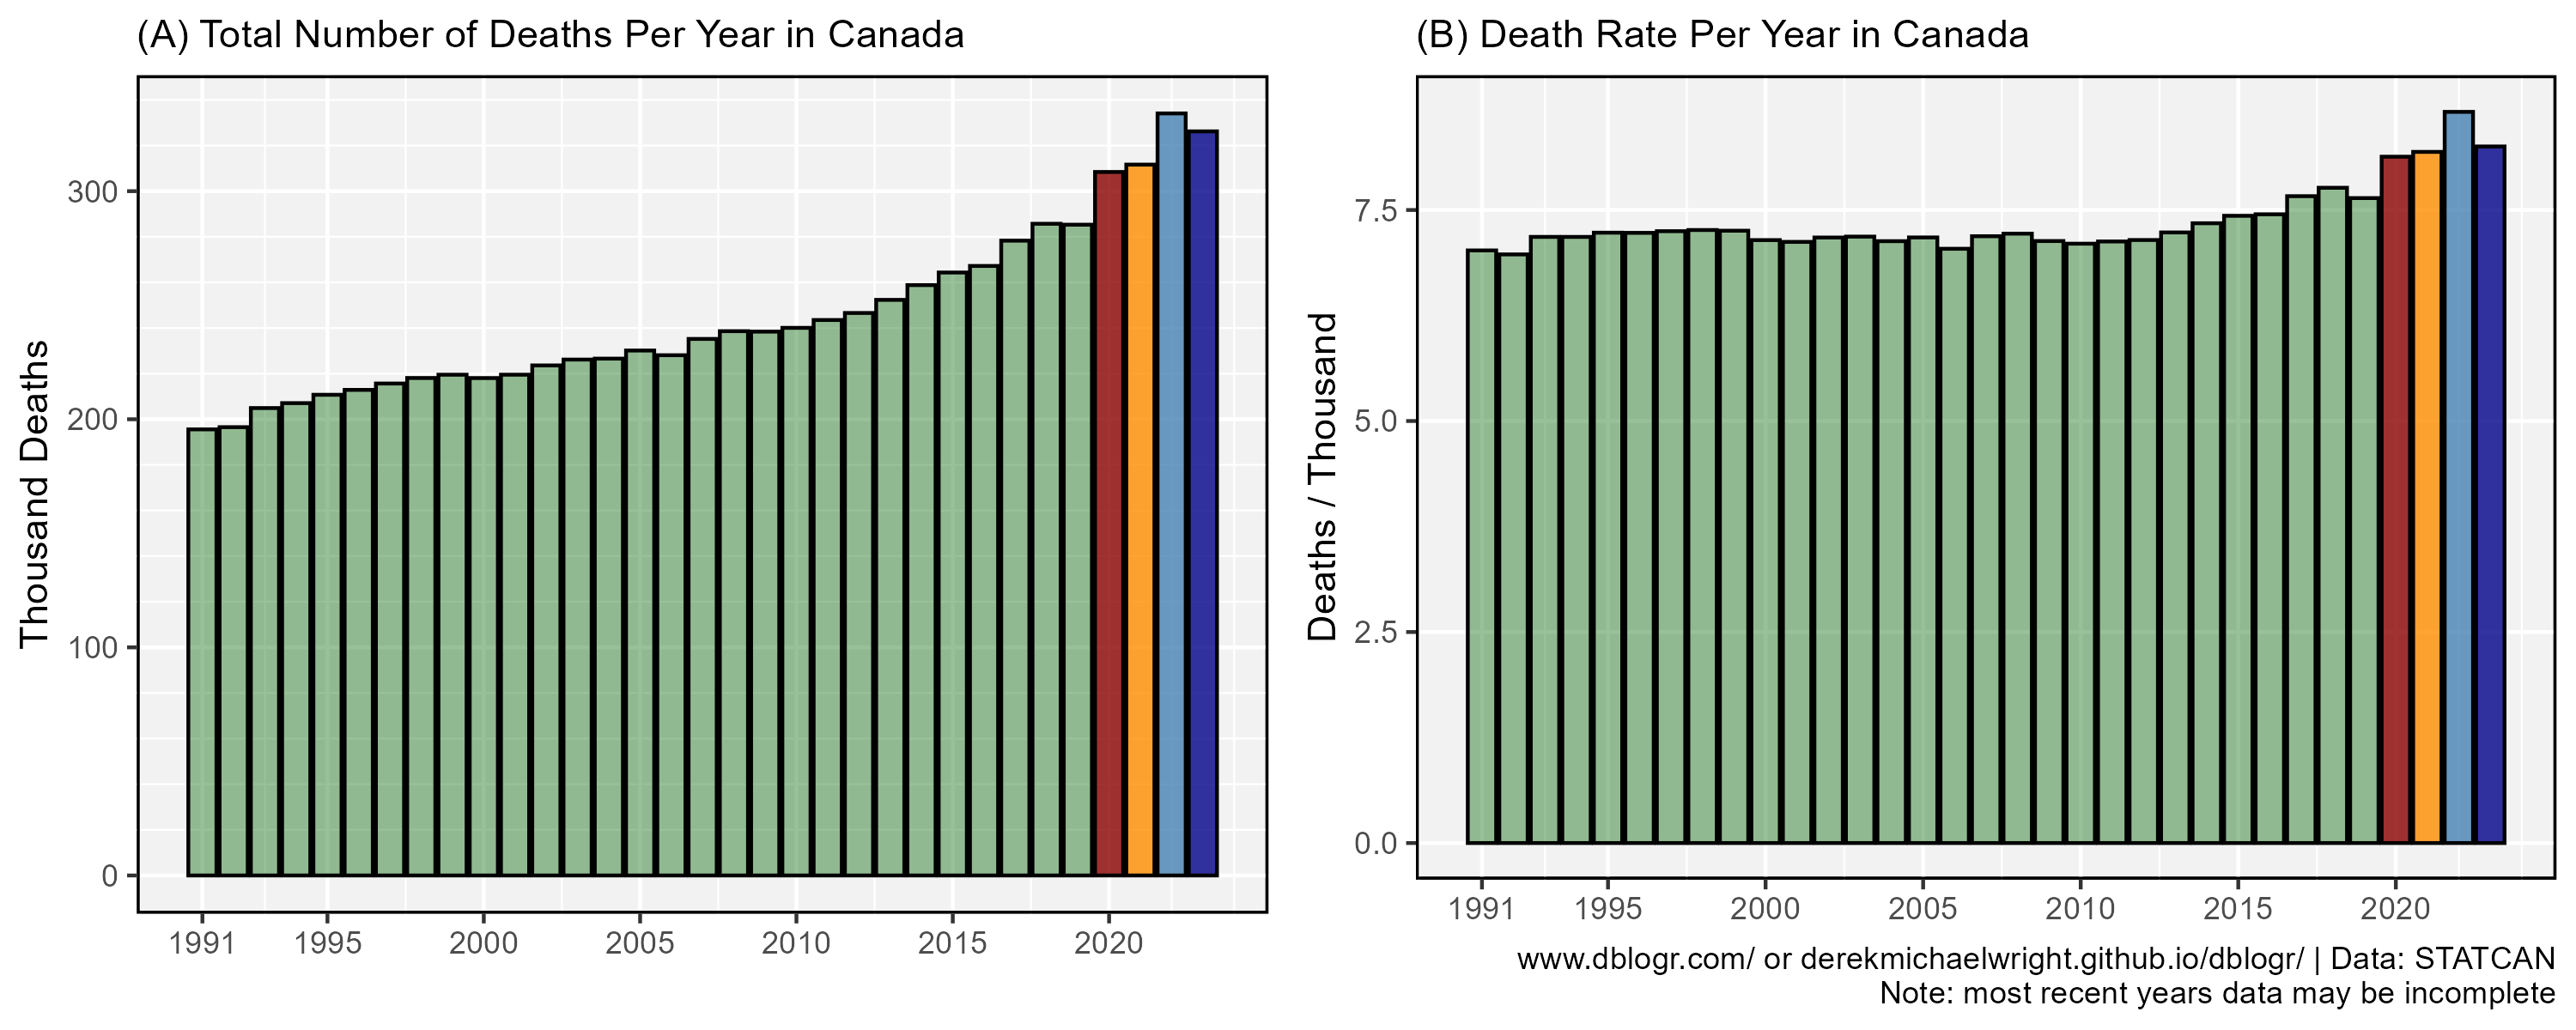 (A) Total Number of Deaths Per Year in Canada
Thousand Deaths
300
200
100
0
1991 1995 2000 2005 2010 2015 2020
(B) Death Rate Per Year in Canada
Deaths / Thousand
7.5
5.0
2.5
0.0
1991 1995 2000 2005 2010 2015 2020
www.dblogr.com/ or derekmichaelwright.github.io/dblogr/ | Data: STATCAN
Note: most recent years data may be incomplete